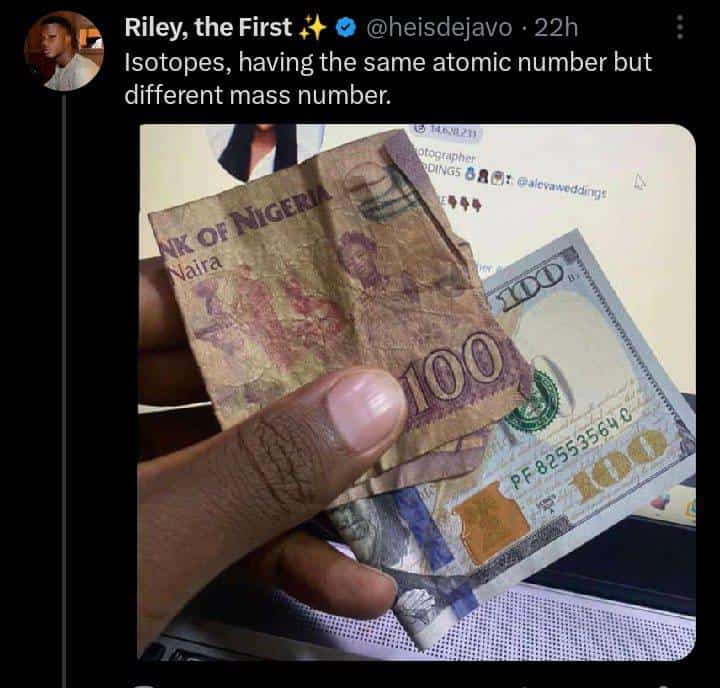 Riley, the First ✨ @heisdejavo · 22h
Isotopes, having the same atomic number but
different mass number.
14,628,231
otographer
DINGS 💍 @alevaweddings
NK OF NIGERIA
Naira
100
100
PF 82553564 C
100